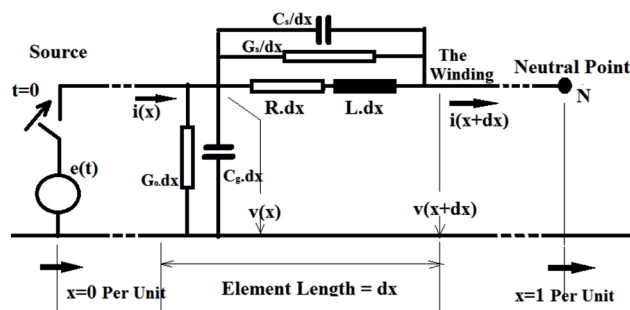 Cₛ/dx
Source
Gₛ/dx
The
Winding
Neutral Point
t=0
i(x)
R.dx
L.dx
N
i(x+dx)
e(t)
Gₒ.dx
C₉.dx
v(x)
v(x+dx)
x=0 Per Unit
Element Length = dx
x=1 Per Unit